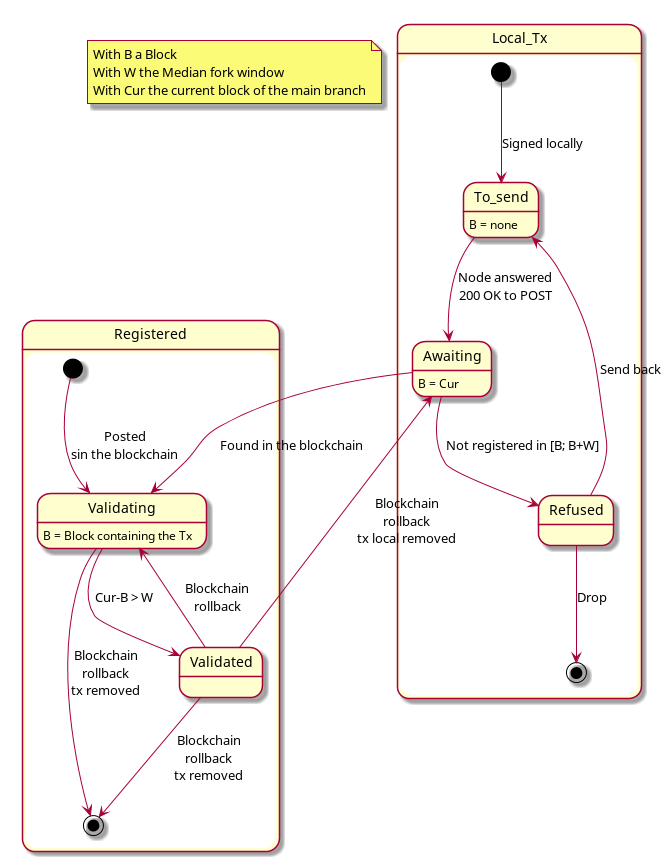 Local_Tx
With B a Block
With W the Median fork window
With Cur the current block of the main branch
Signed locally
To_send
B = none
Node answered
200 OK to POST
Registered
Awaiting
B = Cur
Send back
Posted
sin the blockchain
Found in the blockchain
Not registered in [B; B+W]
Validating
B = Block containing the Tx
Refused
Blockchain
rollback
tx local removed
Cur-B > W
Blockchain
rollback
Drop
Blockchain
rollback
tx removed
Validated
Blockchain
rollback
tx removed